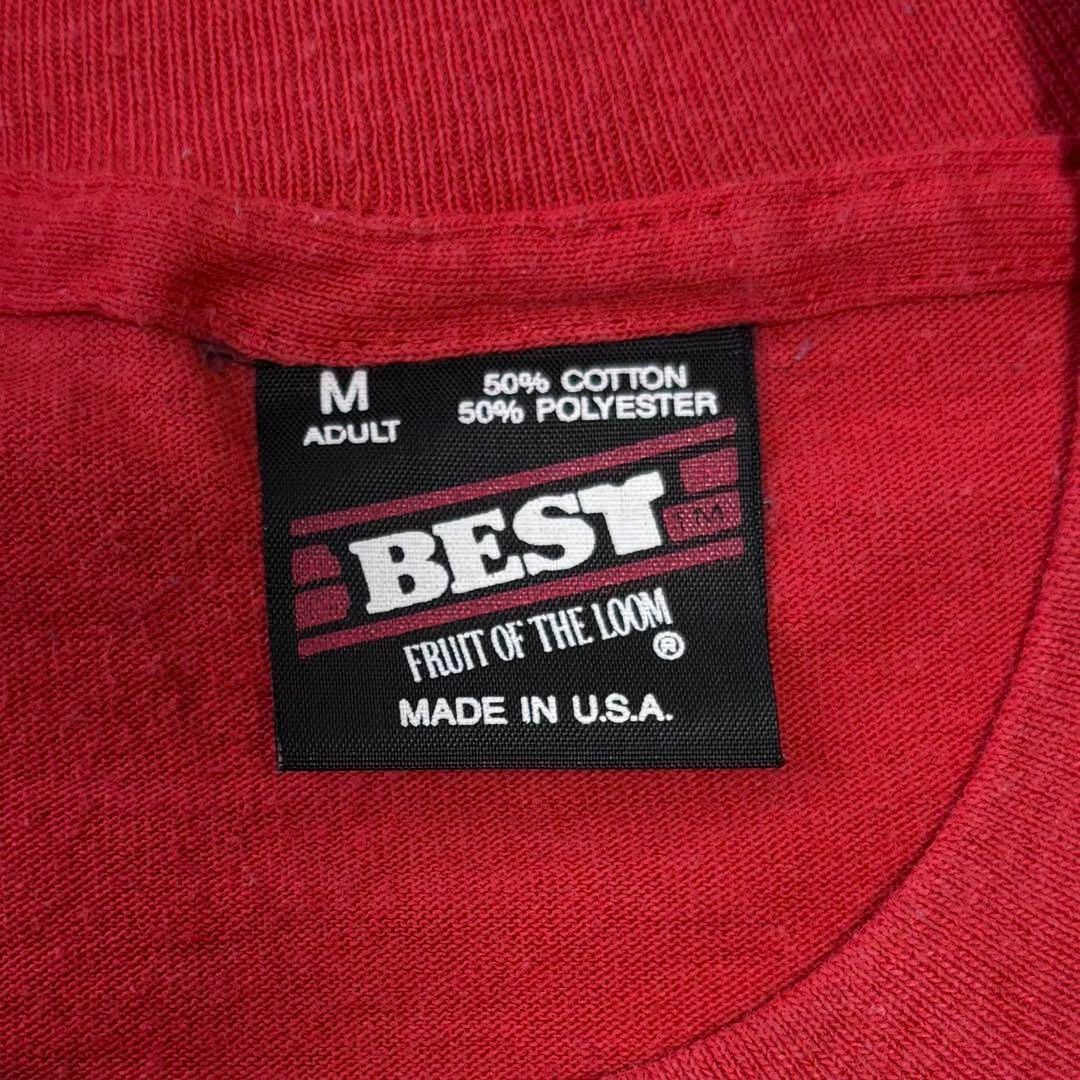 M
ADULT
50% COTTON
50% POLYESTER
BEST
TM
FRUIT OF THE LOOM
®
MADE IN U.S.A.